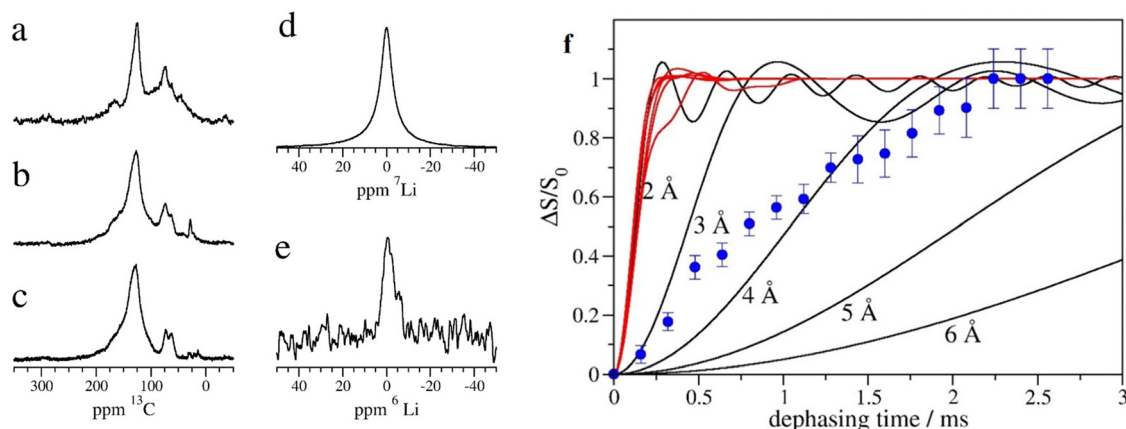 a
b
c
300
200
100
0
ppm ¹³C
d
40
20
0
-20
-40
ppm ⁷Li
e
40
20
0
-20
-40
ppm ⁶ Li
f
1
0.8
0.6
0.4
0.2
0
ΔS/S₀
2 Å
3 Å
4 Å
5 Å
6 Å
0
0.5
1
1.5
2
2.5
3
dephasing time / ms